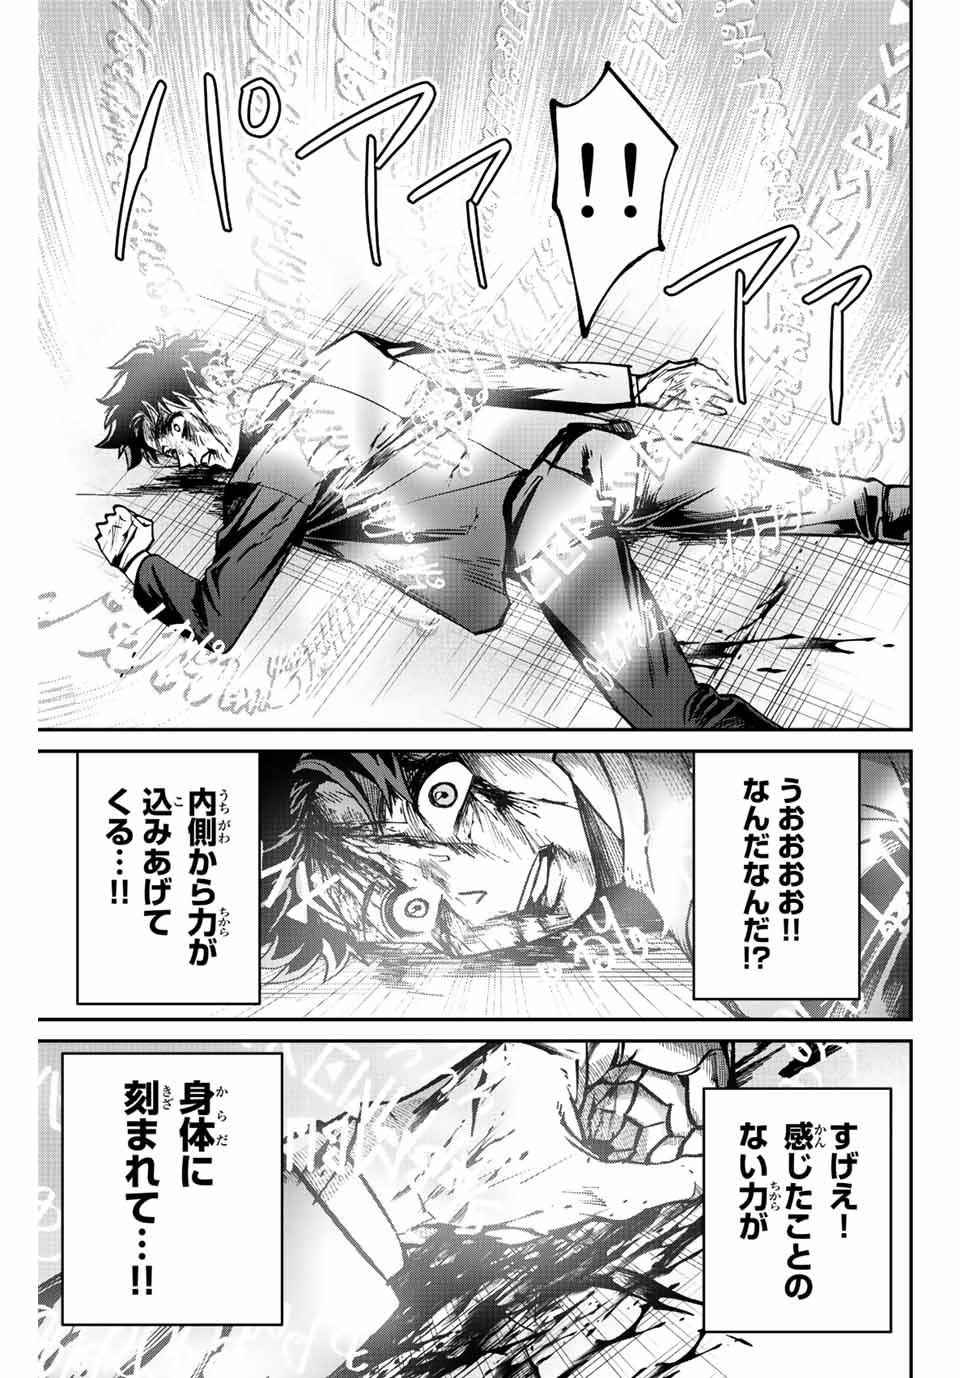 パアアアアア
!!
うおおおお!!
なんだなんだ!?
内側から力が
込みあげて
くる…!!
すげえ！
感じたことの
ない力が
身体に
刻まれて…!!